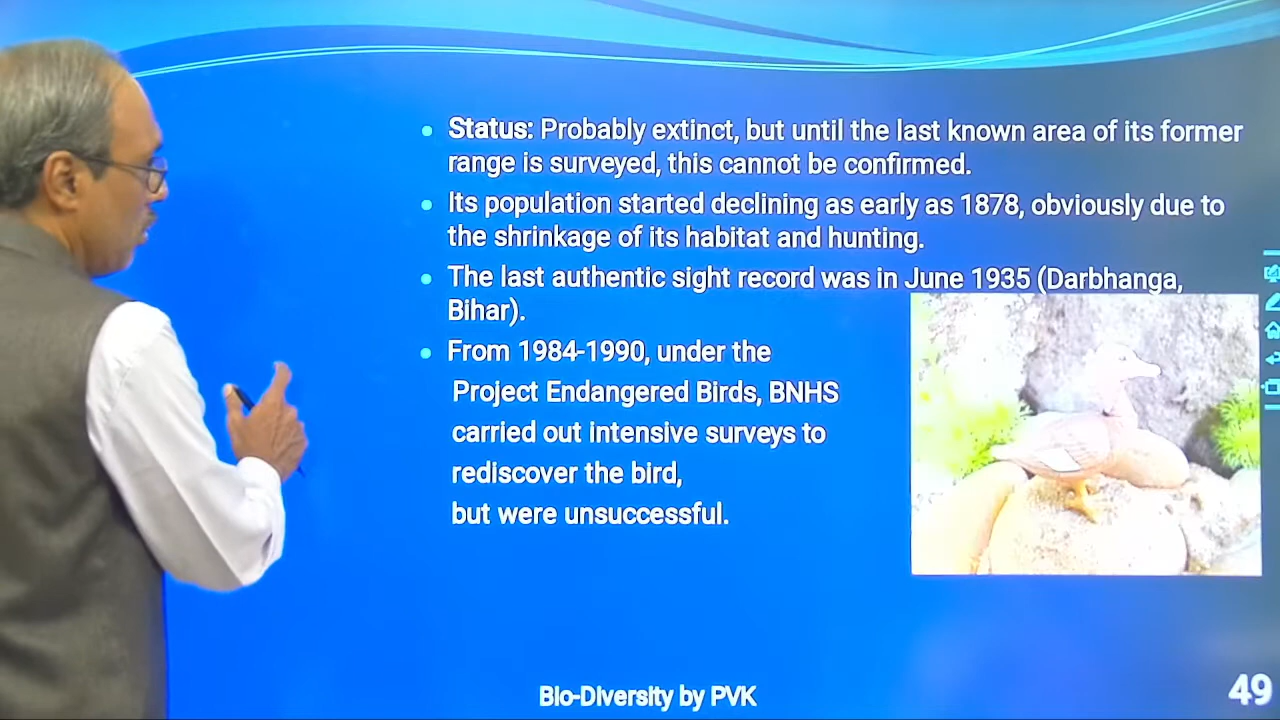 Status: Probably extinct, but until the last known area of its former
range is surveyed, this cannot be confirmed.
Its population started declining as early as 1878, obviously due to
the shrinkage of its habitat and hunting.
The last authentic sight record was in June 1935 (Darbhanga,
Bihar).
From 1984-1990, under the
Project Endangered Birds, BNHS
carried out intensive surveys to
rediscover the bird,
but were unsuccessful.
Bio-Diversity by PVK
49